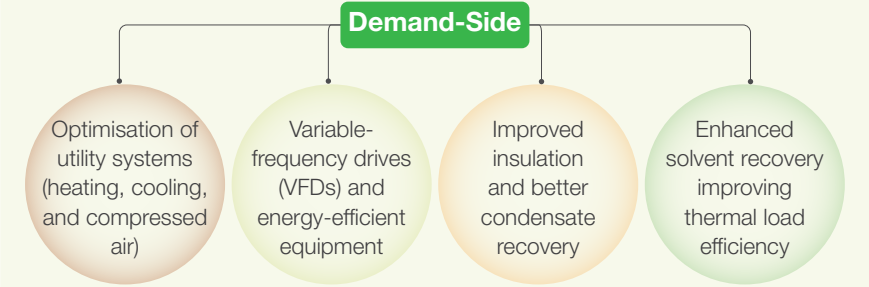 Demand-Side
Optimisation of
utility systems
(heating, cooling,
and compressed
air)
Variable-
frequency drives
(VFDs) and
energy-efficient
equipment
Improved
insulation
and better
condensate
recovery
Enhanced
solvent recovery
improving
thermal load
efficiency